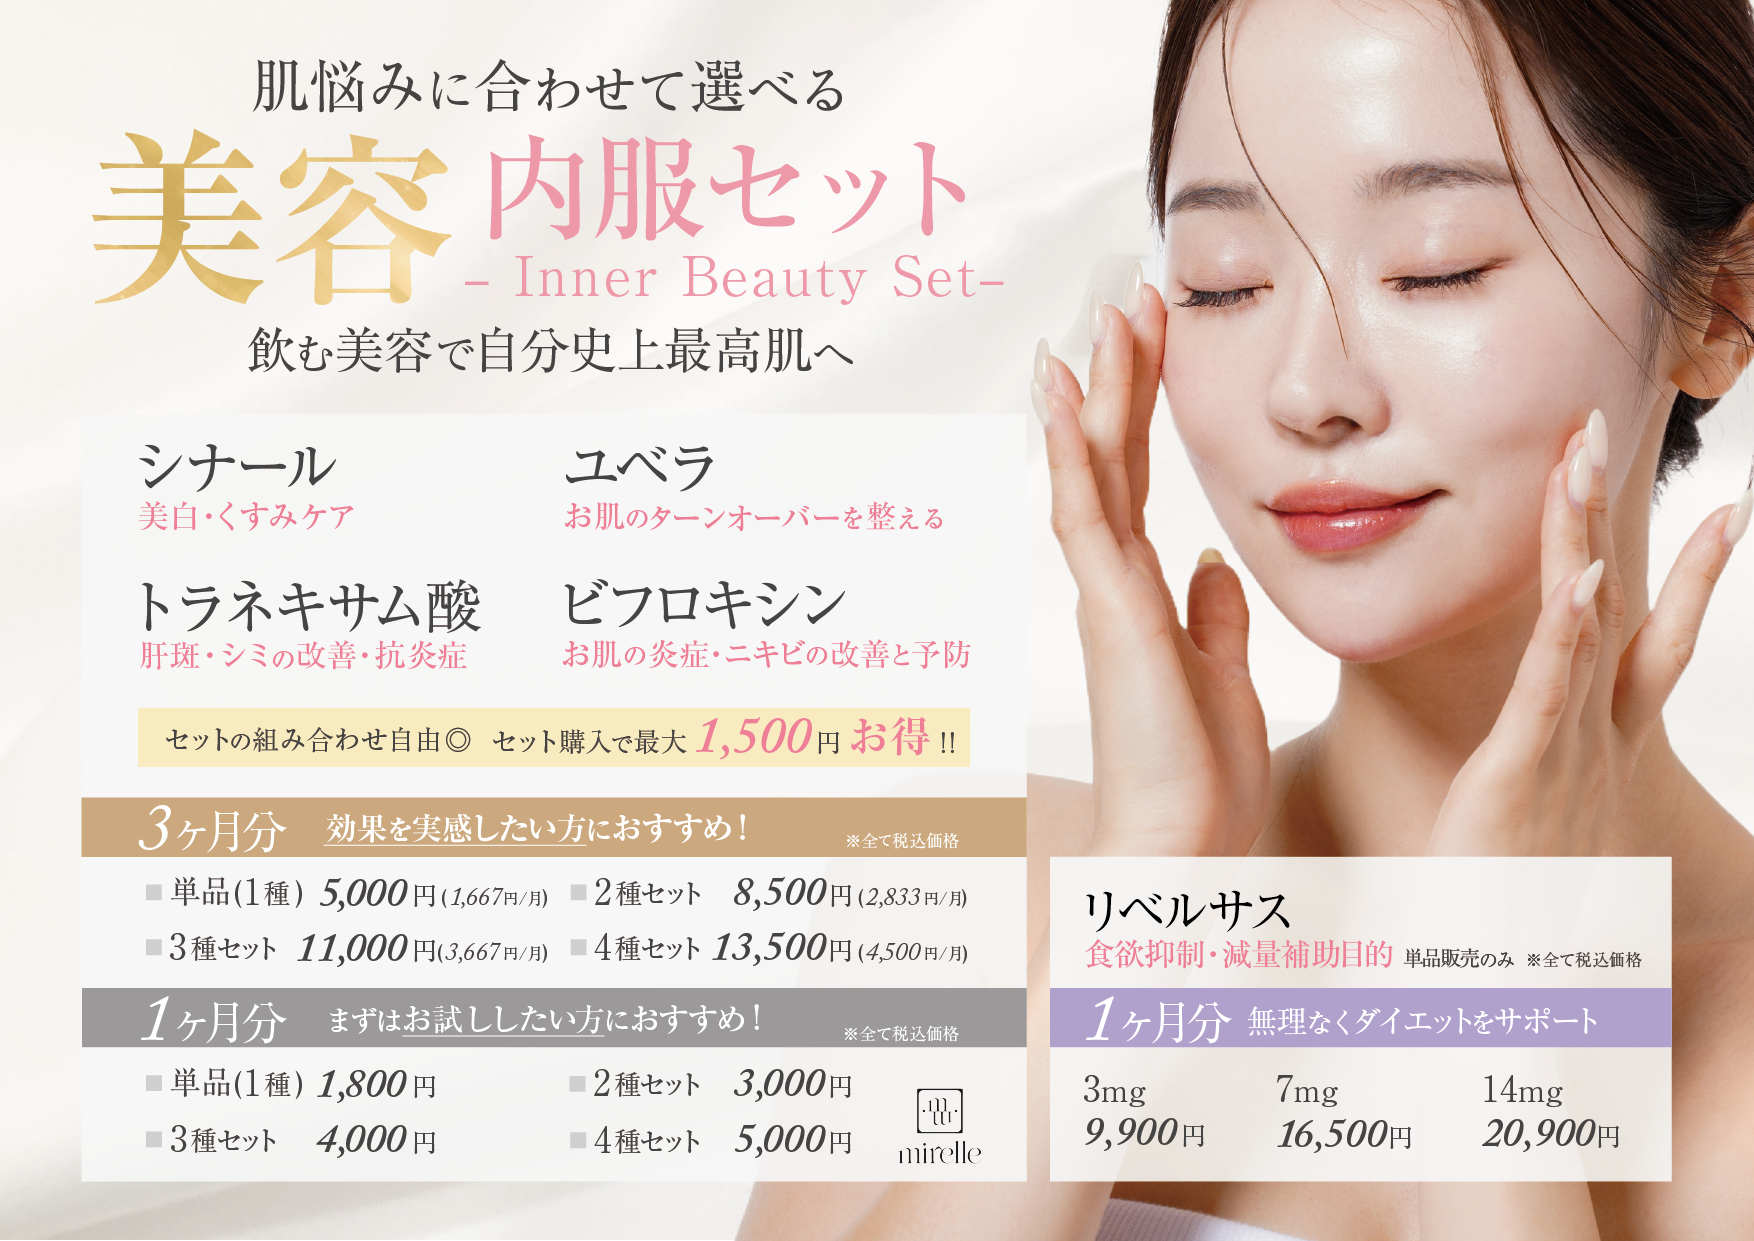 肌悩みに合わせて選べる
美容内服セット
– Inner Beauty Set–
飲む美容で自分史上最高肌へ
シナール
美白・くすみケア
ユベラ
お肌のターンオーバーを整える
トラネキサム酸
肝斑・シミの改善・抗炎症
ビフロキシン
お肌の炎症・ニキビの改善と予防
セットの組み合わせ自由◎ セット購入で最大1,500円お得!!
3ヶ月分 効果を実感したい方におすすめ! ※全て税込価格
■単品(1種) 5,000円(1,667円/月) ■2種セット 8,500円(2,833円/月)
■3種セット 11,000円(3,667円/月) ■4種セット 13,500円(4,500円/月)
1ヶ月分 まずはお試ししたい方におすすめ! ※全て税込価格
■単品(1種) 1,800円 ■2種セット 3,000円
■3種セット 4,000円 ■4種セット 5,000円
mirelle
リベルサス
食欲抑制・減量補助目的 単品販売のみ ※全て税込価格
1ヶ月分 無理なくダイエットをサポート
3mg 7mg 14mg
9,900円 16,500円 20,900円